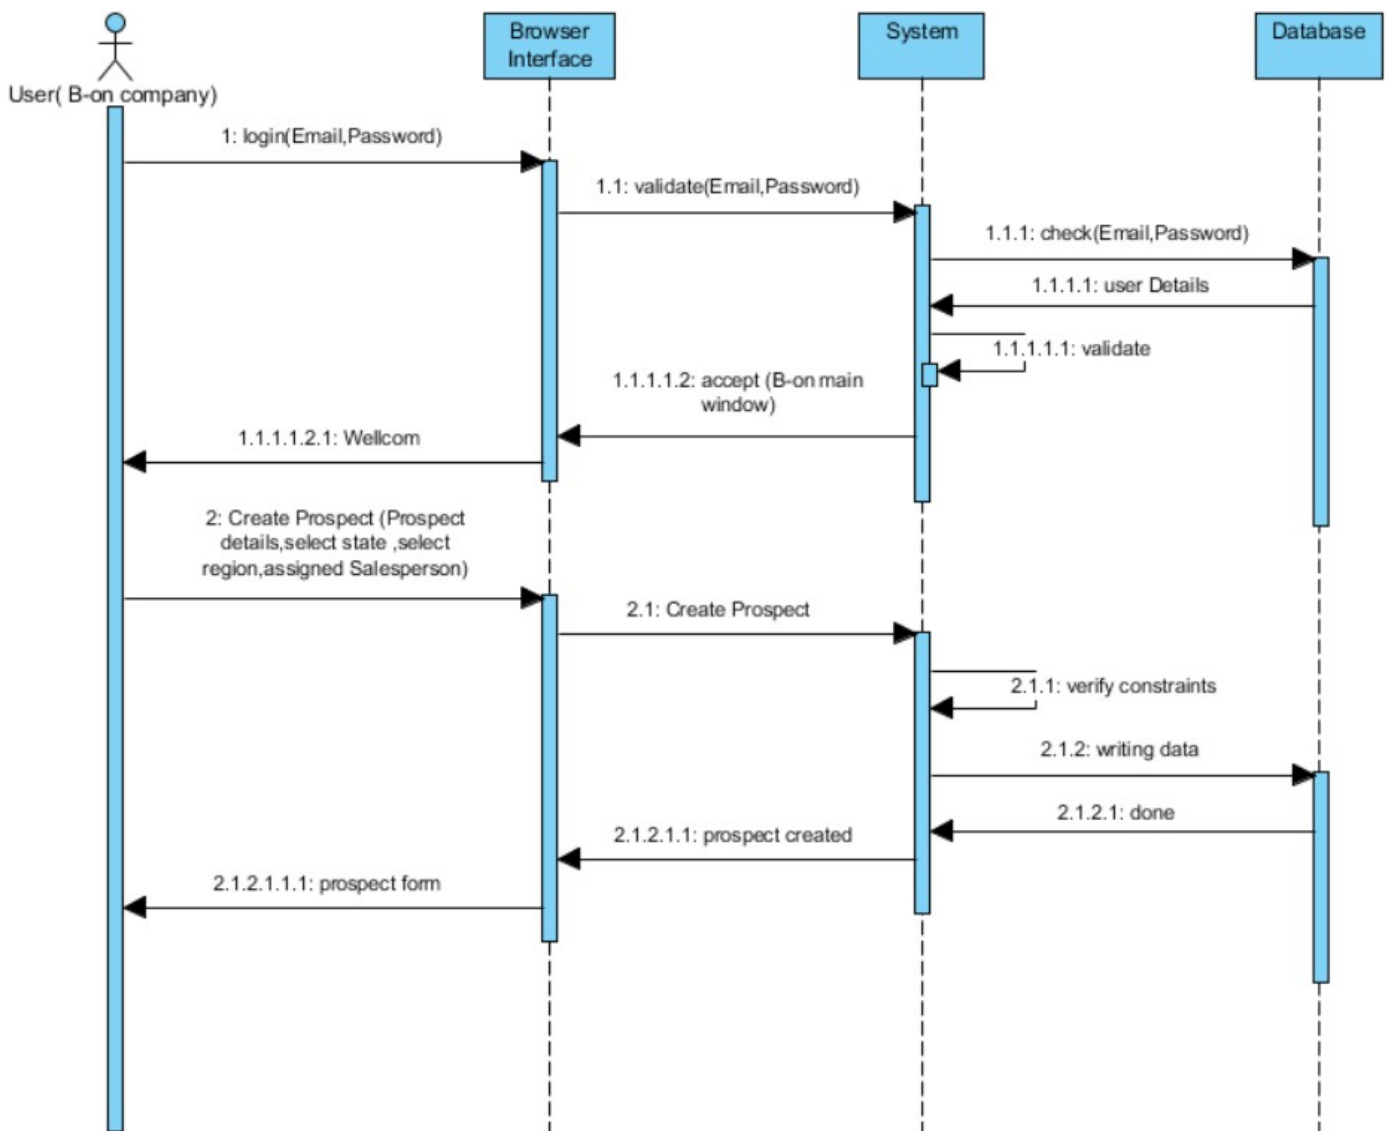 Browser
Interface
System
Database
User( B-on company)
1: login(Email,Password)
1.1: validate(Email,Password)
1.1.1: check(Email,Password)
1.1.1.1: user Details
1.1.1.1.1: validate
1.1.1.1.2: accept (B-on main
window)
1.1.1.1.2.1: Wellcom
2: Create Prospect (Prospect
details,select state ,select
region,assigned Salesperson)
2.1: Create Prospect
2.1.1: verify constraints
2.1.2: writing data
2.1.2.1: done
2.1.2.1.1: prospect created
2.1.2.1.1.1: prospect form